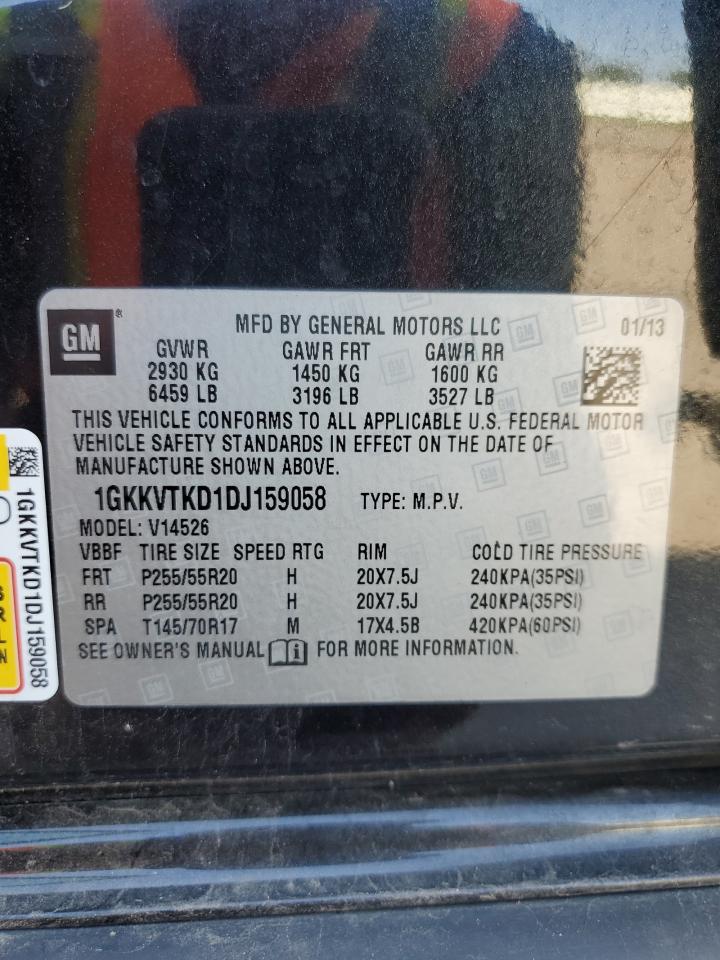 GM
MFD BY GENERAL MOTORS LLC 01/13
GVWR GAWR FRT GAWR RR
2930 KG 1450 KG 1600 KG
6459 LB 3196 LB 3527 LB
THIS VEHICLE CONFORMS TO ALL APPLICABLE U.S. FEDERAL MOTOR
VEHICLE SAFETY STANDARDS IN EFFECT ON THE DATE OF
MANUFACTURE SHOWN ABOVE.
1GKKVTKD1DJ159058 TYPE: M.P.V.
MODEL: V14526
VBBF TIRE SIZE SPEED RTG RIM COLD TIRE PRESSURE
FRT P255/55R20 H 20X7.5J 240KPA(35PSI)
RR P255/55R20 H 20X7.5J 240KPA(35PSI)
SPA T145/70R17 M 17X4.5B 420KPA(60PSI)
SEE OWNER'S MANUAL FOR MORE INFORMATION.
1GKKVTKD1DJ159058